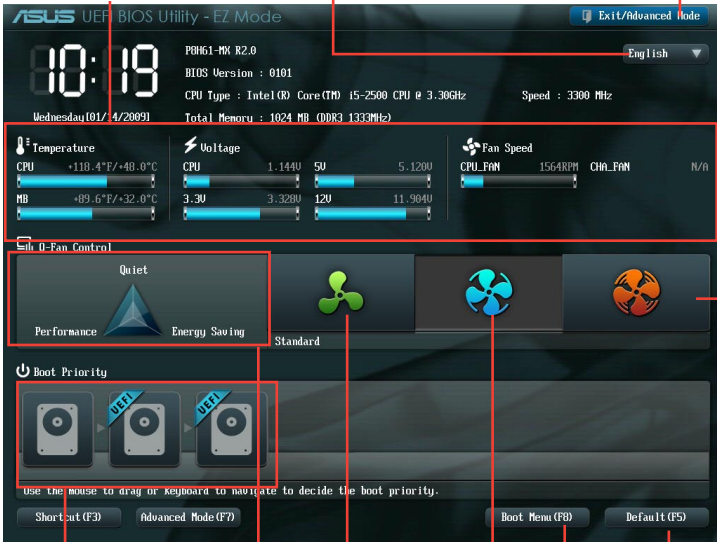 ASUS UEFI BIOS Utility - EZ Mode
Exit/Advanced Mode
English
10:19
Wednesday[01/14/2009]
P8H61-MX R2.0
BIOS Version : 0101
CPU Type : Intel(R) Core(TM) i5-2500 CPU @ 3.30GHz
Speed : 3300 MHz
Total Memory : 1024 MB (DDR3 1333MHz)
Temperature
CPU +118.4°F/+48.0°C
MB +89.6°F/+32.0°C
Voltage
CPU 1.144V 5V 5.120V
3.3V 3.328V 12V 11.904V
Fan Speed
CPU_FAN 1564RPM CHA_FAN N/A
Q-Fan Control
Quiet
Performance
Energy Saving
Standard
Boot Priority
UEFI
UEFI
Use the mouse to drag or keyboard to navigate to decide the boot priority.
Shortcut(F3)
Advanced Mode(F7)
Boot Menu(F8)
Default(F5)